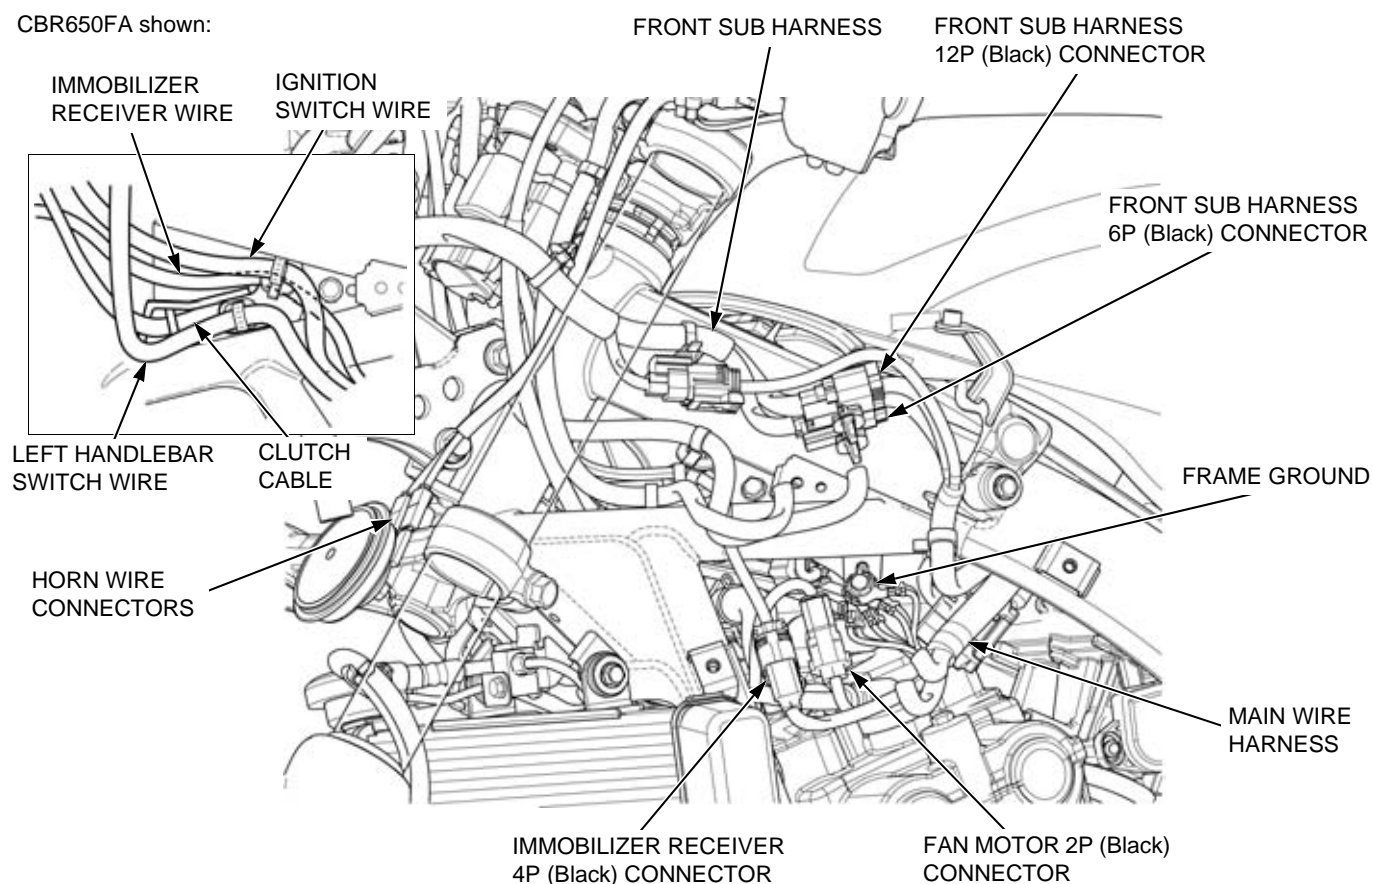 CBR650FA shown:
FRONT SUB HARNESS
FRONT SUB HARNESS
12P (Black) CONNECTOR
IMMOBILIZER
RECEIVER WIRE
IGNITION
SWITCH WIRE
FRONT SUB HARNESS
6P (Black) CONNECTOR
LEFT HANDLEBAR
SWITCH WIRE
CLUTCH
CABLE
FRAME GROUND
HORN WIRE
CONNECTORS
MAIN WIRE
HARNESS
IMMOBILIZER RECEIVER
4P (Black) CONNECTOR
FAN MOTOR 2P (Black)
CONNECTOR